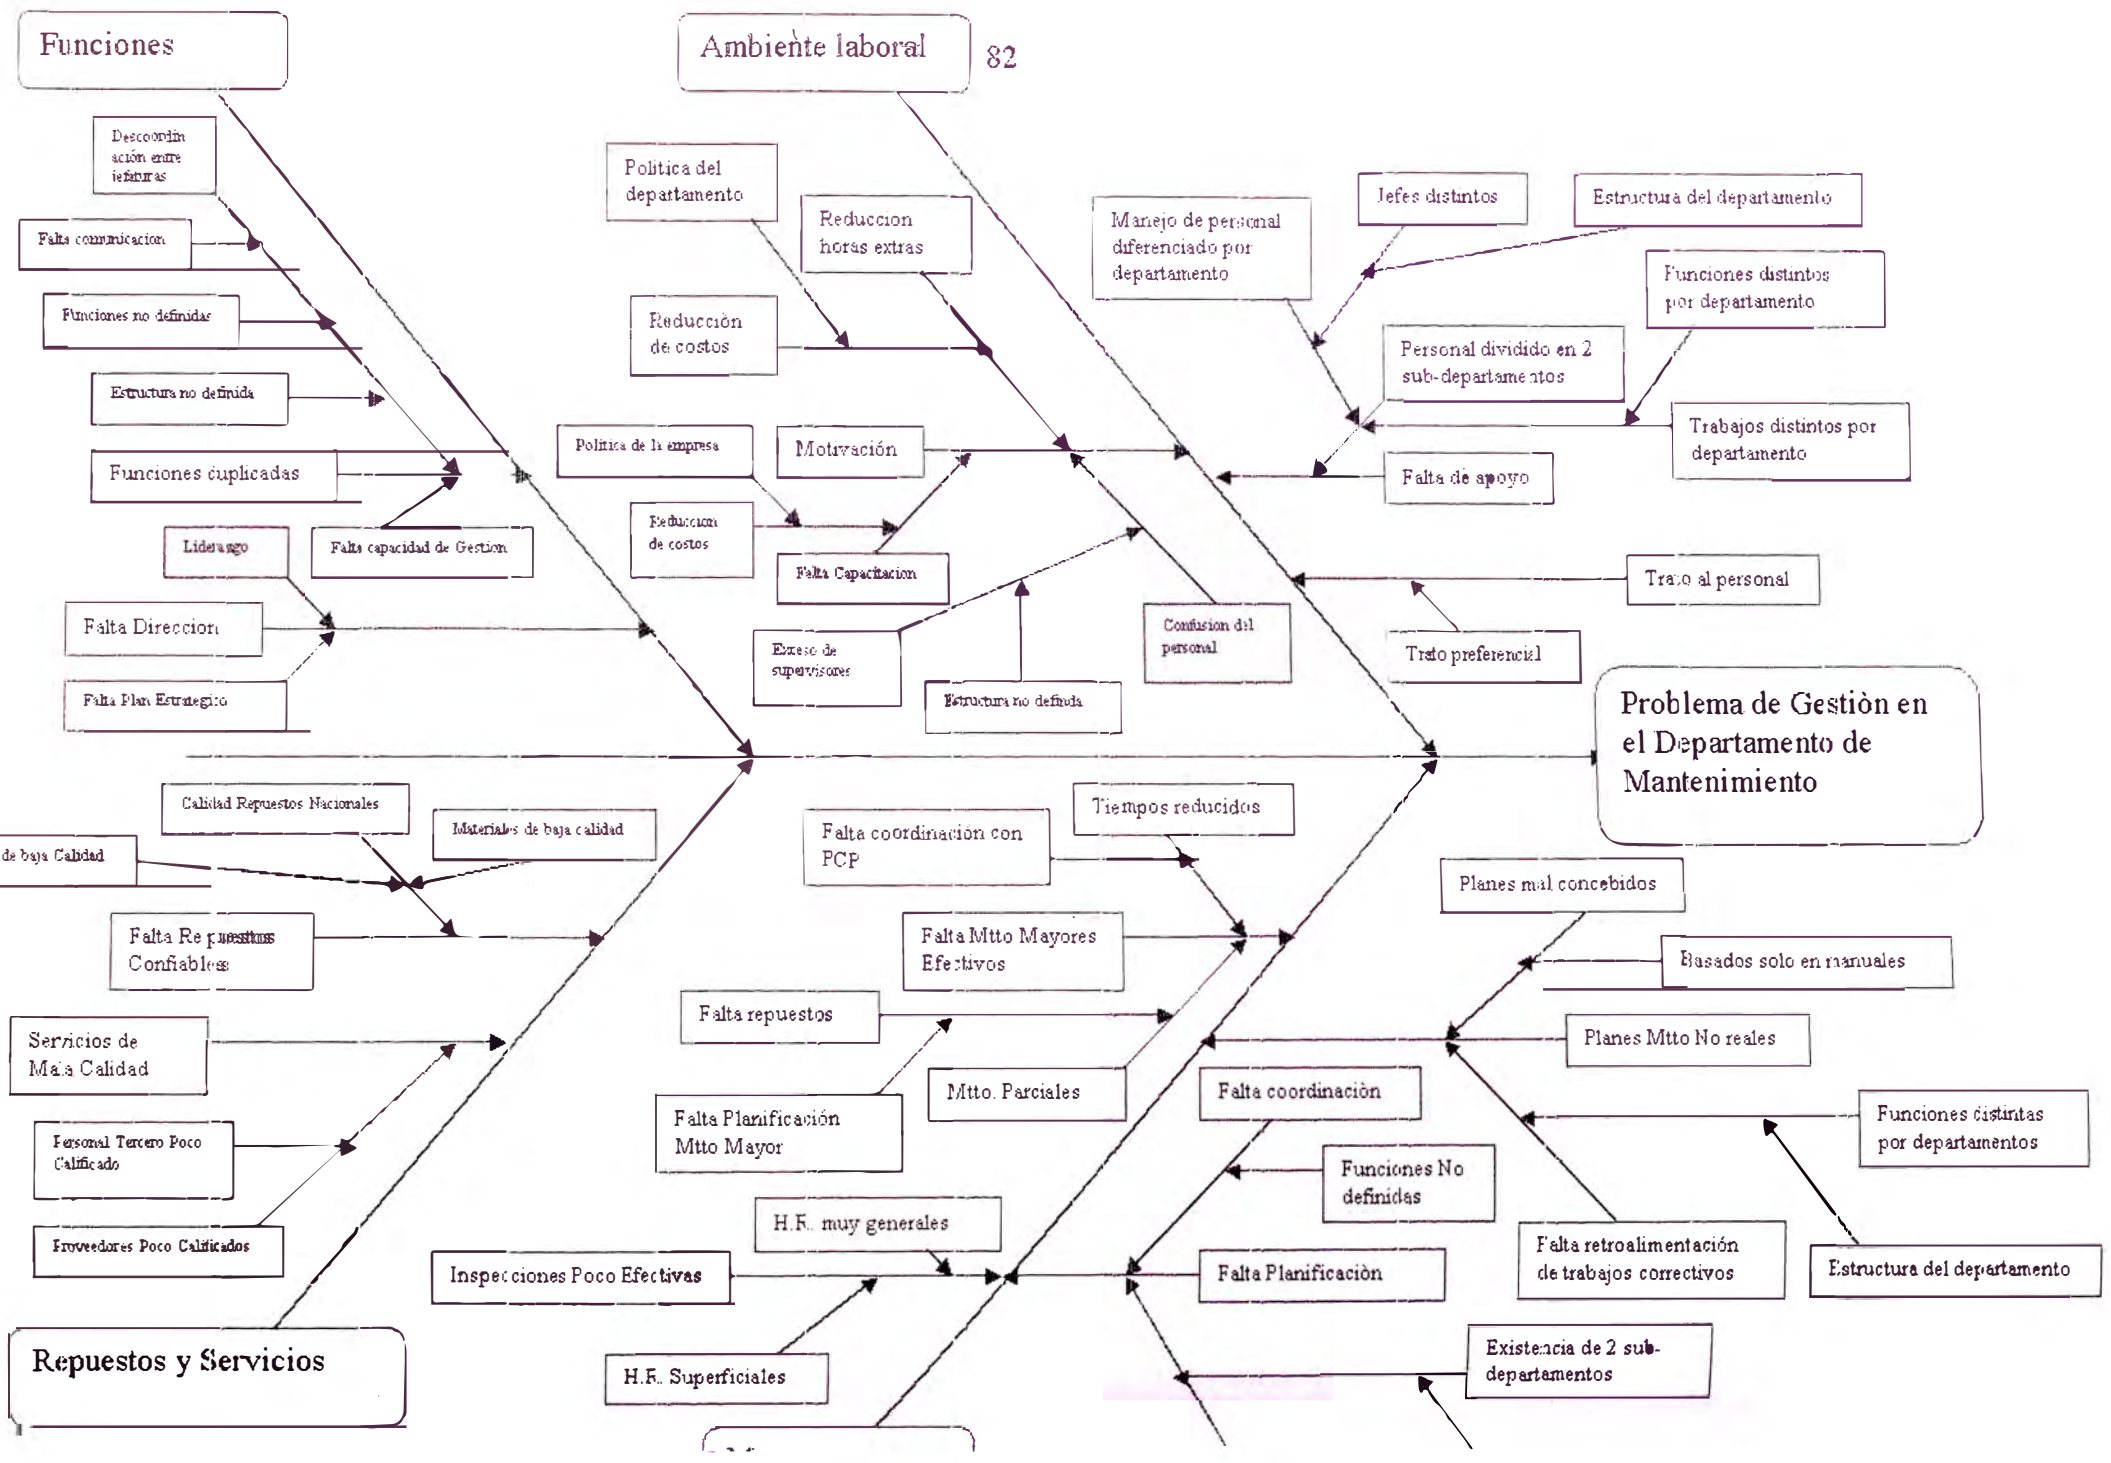 Funciones
Ambiente laboral
82
Descoordin
ación entre
jefaturas
Falta comunicacion
Funciones no definidas
Estructura no definida
Funciones duplicadas
Liderazgo
Falta capacidad de Gestion
Falta Direccion
Falta Plan Estrategico
Politica del
departamento
Reduccion
horas extras
Reducciòn
de costos
Politica de la empresa
Motivaciòn
Reduccion
de costos
Falta Capacitacion
Exceso de
supervisores
Estructura no definida
Confusion del
personal
Manejo de personal
diferenciado por
departamento
Jefes distintos
Estructura del departamento
Funciones distintos
por departamento
Personal dividido en 2
sub-departamentos
Trabajos distintos por
departamento
Falta de apoyo
Trato al personal
Trato preferencial
Problema de Gestiòn en
el Departamento de
Mantenimiento
Calidad Repuestos Nacionales
Materiales de baja calidad
de baja Calidad
Falta Repuestos
Confiables
Servicios de
Mala Calidad
Personal Tercero Poco
Calificado
Proveedores Poco Calificados
Repuestos y Servicios
Tiempos reducidos
Falta coordinaciòn con
PCP
Falta Mtto Mayores
Efectivos
Falta repuestos
Mtto. Parciales
Falta Planificaciòn
Mtto Mayor
H.R. muy generales
Inspecciones Poco Efectivas
H.R. Superficiales
Planes mal concebidos
Basados solo en manuales
Planes Mtto No reales
Falta coordinaciòn
Funciones No
definidas
Falta Planificaciòn
Funciones distintas
por departamentos
Falta retroalimentaciòn
de trabajos correctivos
Estructura del departamento
Existencia de 2 sub-
departamentos